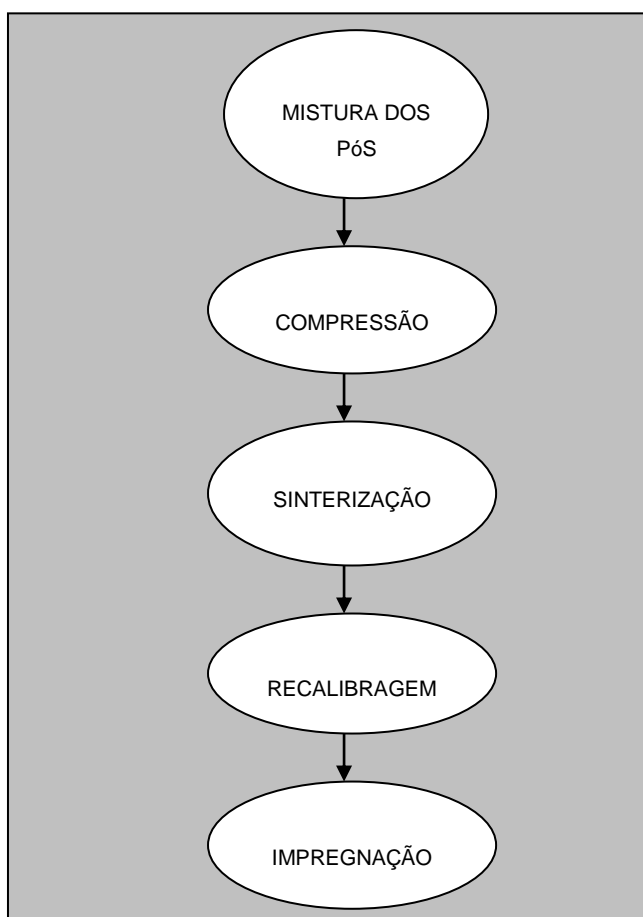 MISTURA DOS
PóS
COMPRESSÃO
SINTERIZAÇÃO
RECALIBRAGEM
IMPREGNAÇÃO